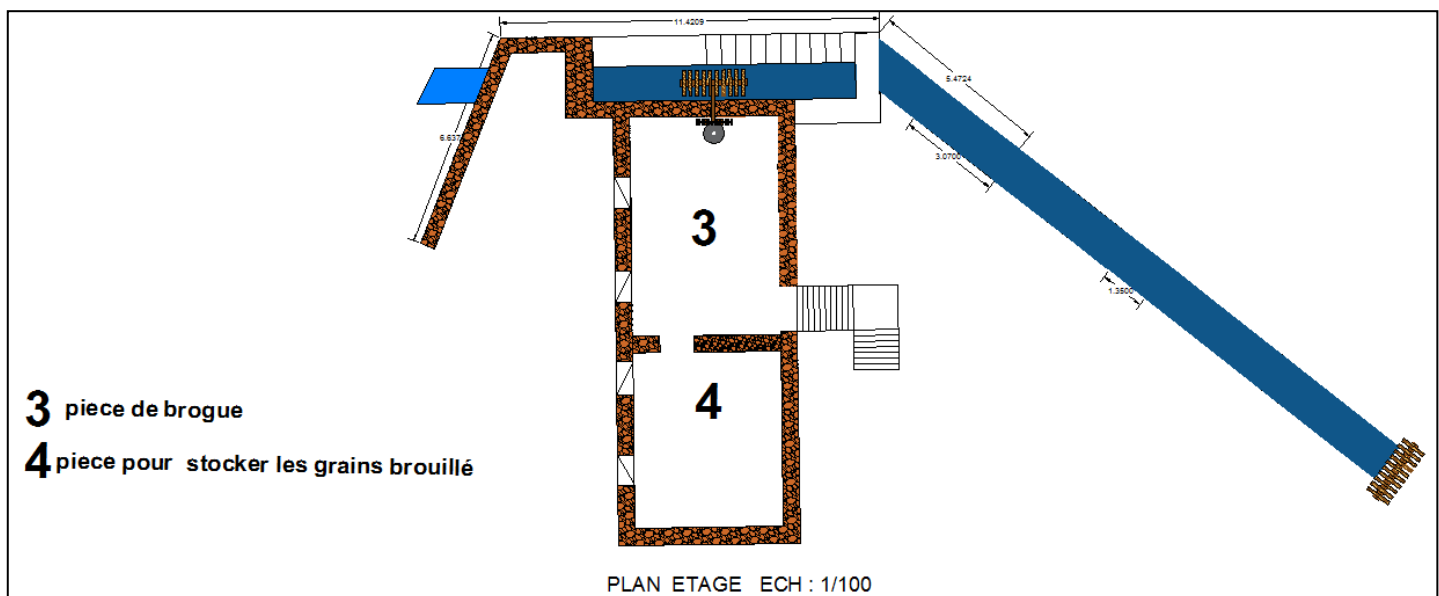 11.4209
5.4724
6.637
3.0700
3
1.3500
4
3 piece de brogue
4 piece pour stocker les grains brouillé
PLAN ETAGE ECH : 1/100